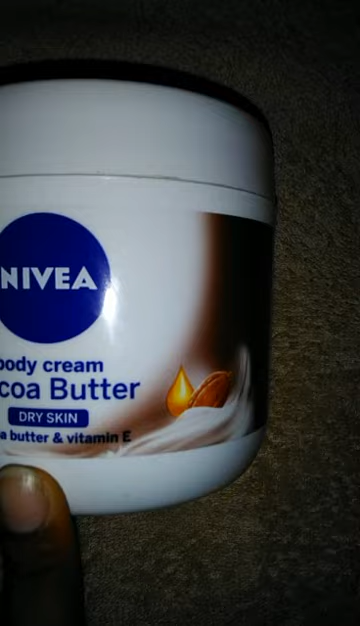 NIVEA
body cream
coa Butter
DRY SKIN
a butter & vitamin E